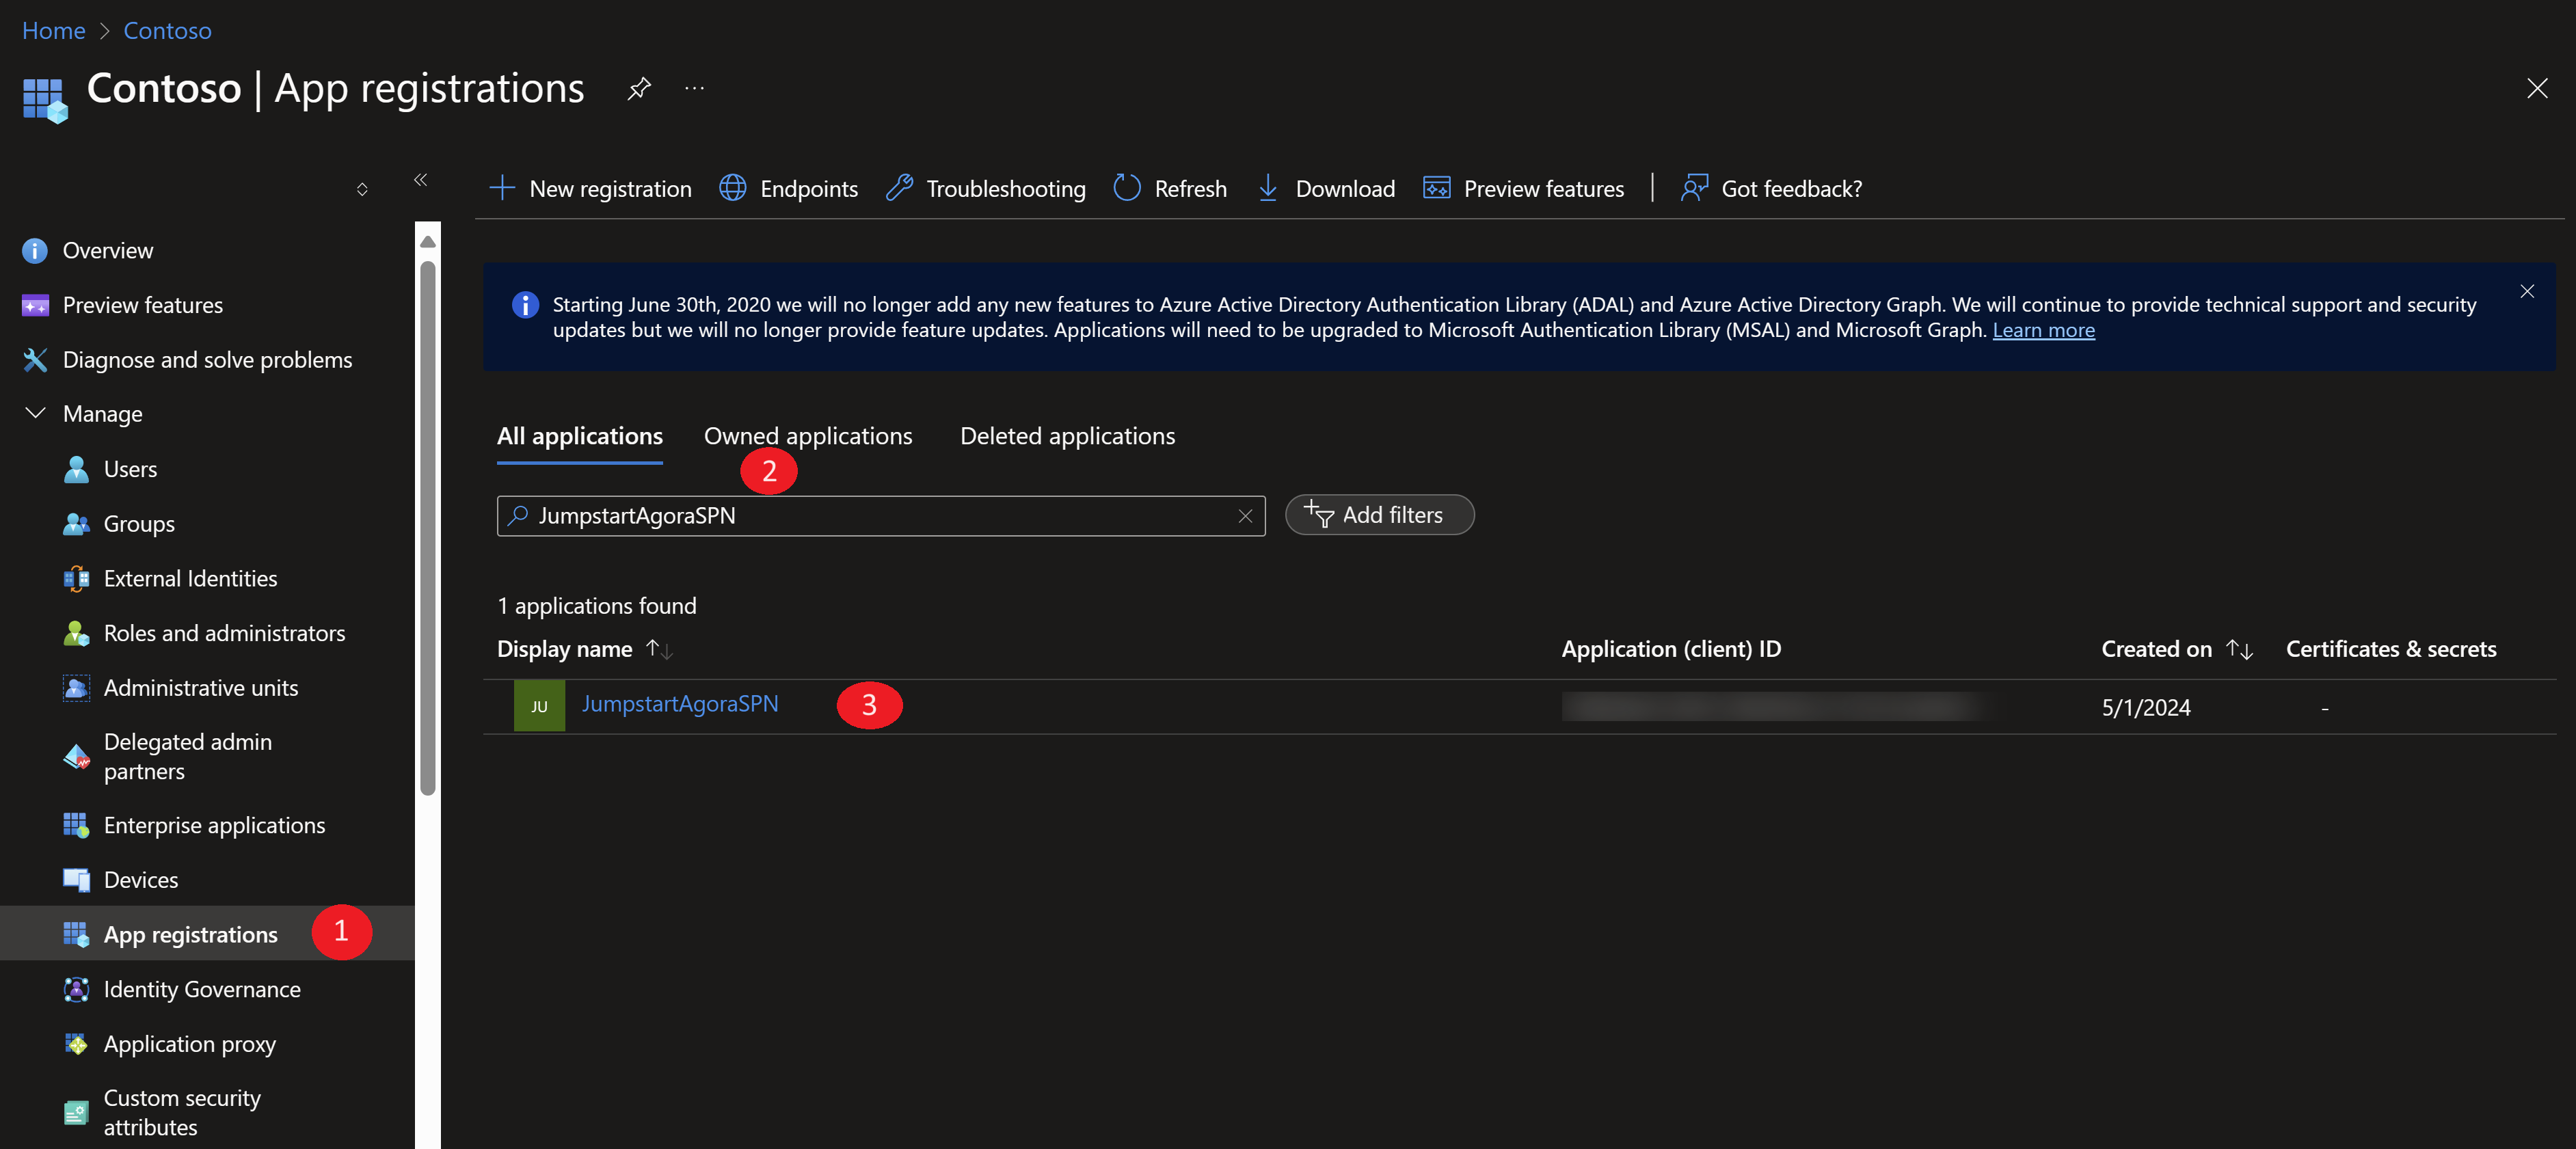 Home > Contoso
Contoso | App registrations
New registration
Endpoints
Troubleshooting
Refresh
Download
Preview features
Got feedback?
Overview
Preview features
Diagnose and solve problems
Manage
Users
Groups
External Identities
Roles and administrators
Administrative units
Delegated admin
partners
Enterprise applications
Devices
App registrations
1
Identity Governance
Application proxy
Custom security
attributes
Starting June 30th, 2020 we will no longer add any new features to Azure Active Directory Authentication Library (ADAL) and Azure Active Directory Graph. We will continue to provide technical support and security
updates but we will no longer provide feature updates. Applications will need to be upgraded to Microsoft Authentication Library (MSAL) and Microsoft Graph. Learn more
All applications
Owned applications
Deleted applications
2
JumpstartAgoraSPN
Add filters
1 applications found
Display name
Application (client) ID
Created on
Certificates & secrets
JU
JumpstartAgoraSPN
3
5/1/2024
-